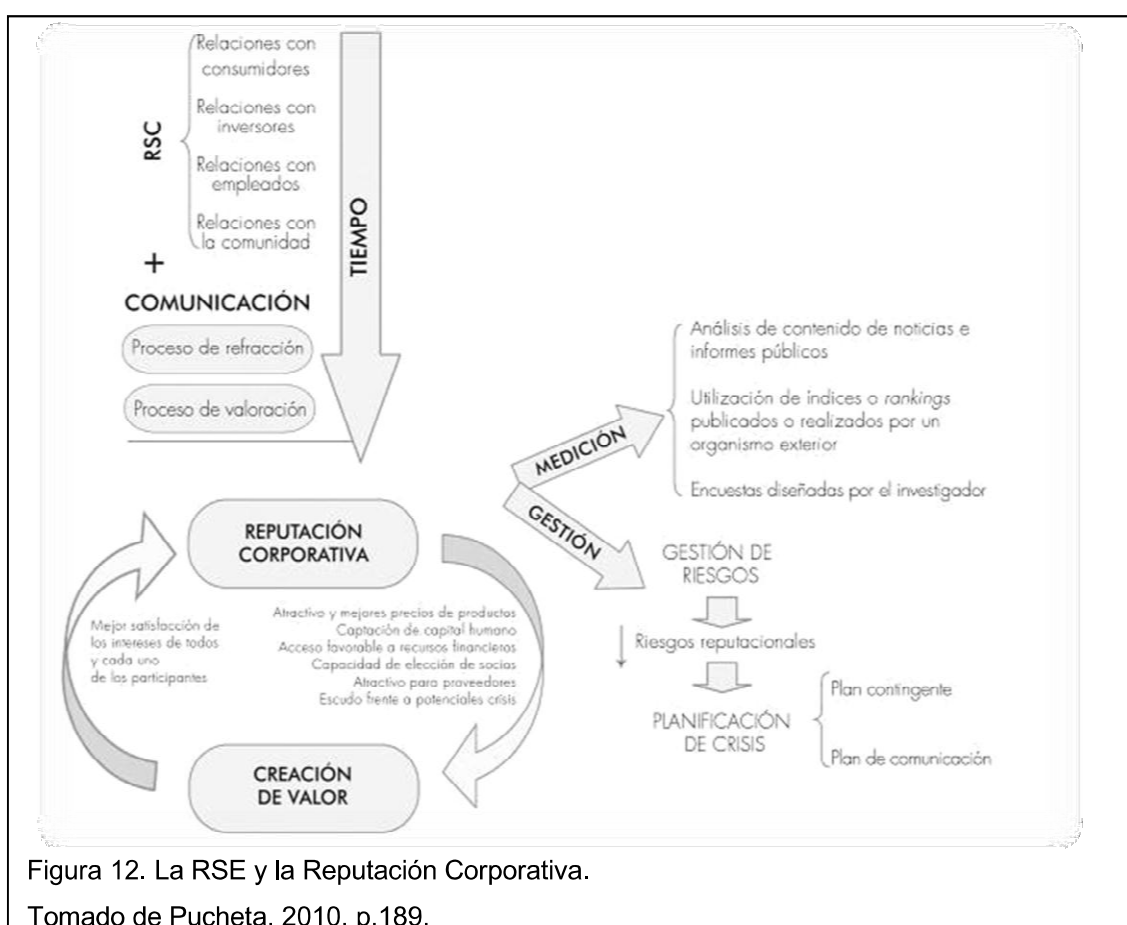 RSC
Relaciones con
consumidores
Relaciones con
inversores
Relaciones con
empleados
Relaciones con
la comunidad
+
COMUNICACIÓN
Proceso de refracción
Proceso de valoración
TIEMPO
REPUTACIÓN
CORPORATIVA
Mejor satisfacción de
los intereses de todos
y cada uno
de los participantes
Atractivo y mejores precios de productos
Captación de capital humano
Acceso favorable a recursos financieros
Capacidad de elección de socias
Atractivo para proveedores
Escudo frente a potenciales crisis
CREACIÓN
DE VALOR
MEDICIÓN
Análisis de contenido de noticias e
informes públicos
Utilización de índices o rankings
publicados o realizados por un
organismo exterior
Encuestas diseñadas por el investigador
GESTIÓN
GESTIÓN DE
RIESGOS
Riesgos reputacionales
PLANIFICACIÓN
DE CRISIS
Plan contingente
Plan de comunicación
Figura 12. La RSE y la Reputación Corporativa.
Tomado de Pucheta, 2010, p.189.